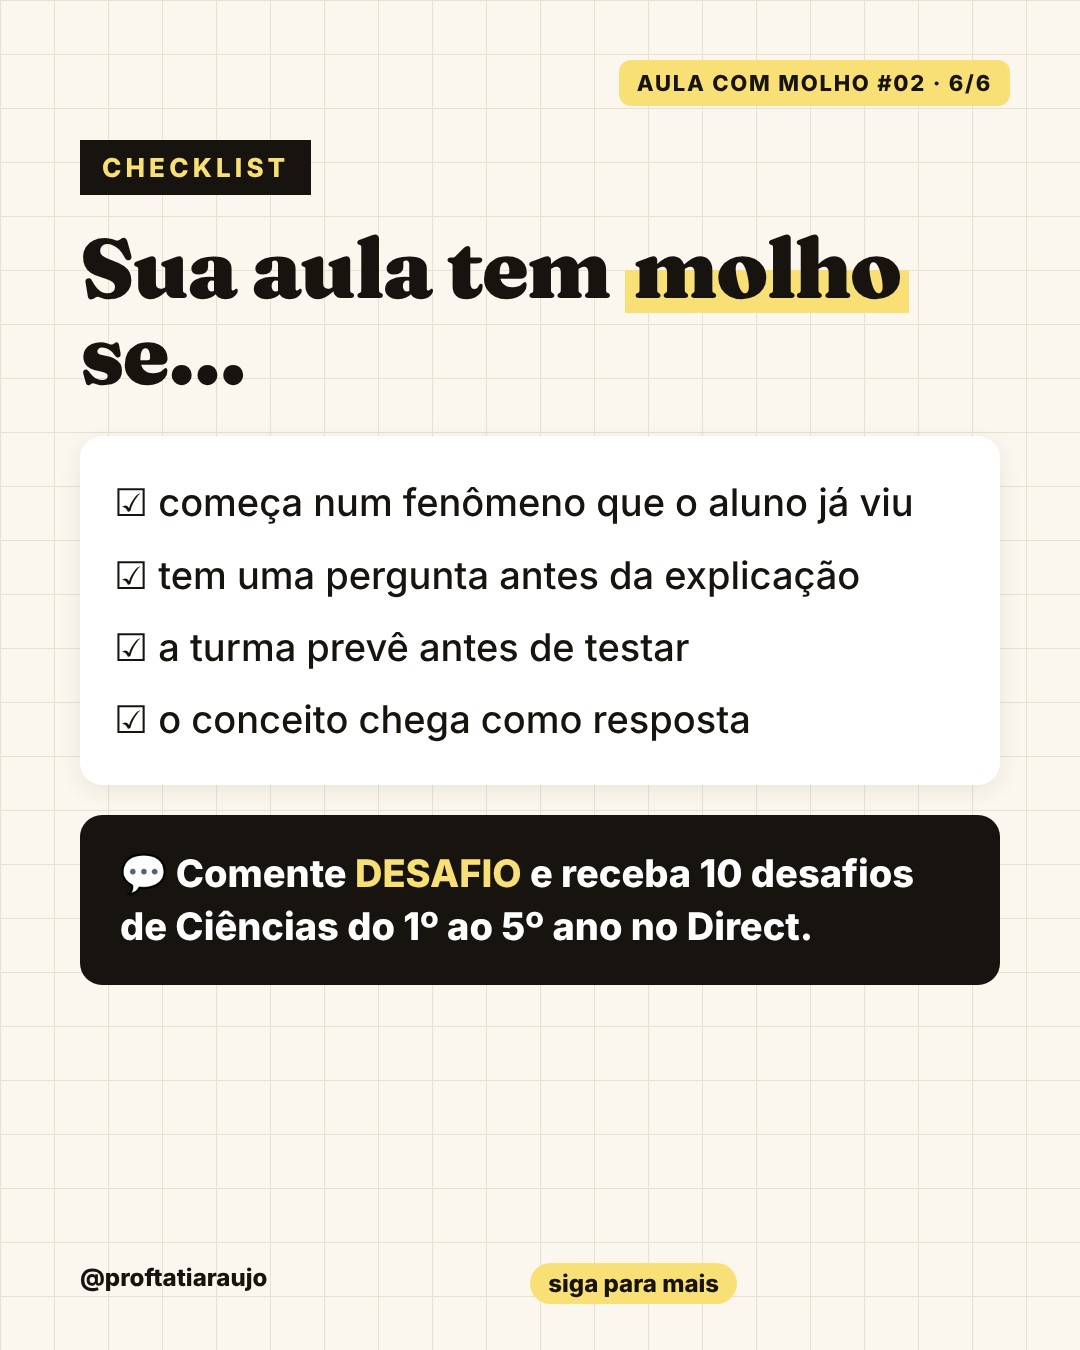 AULA COM MOLHO #02 · 6/6
CHECKLIST
Sua aula tem molho
se...
☑ começa num fenômeno que o aluno já viu
☑ tem uma pergunta antes da explicação
☑ a turma prevê antes de testar
☑ o conceito chega como resposta
💬 Comente DESAFIO e receba 10 desafios
de Ciências do 1º ao 5º ano no Direct.
@proftatiaraujo
siga para mais